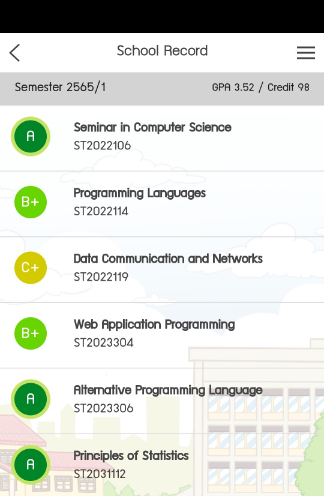 School Record
Semester 2565/1 GPA 3.52 / Credit 98
A Seminar in Computer Science
ST2022106
B+ Programming Languages
ST2022114
C+ Data Communication and Networks
ST2022119
B+ Web Application Programming
ST2023304
A Alternative Programming Language
ST2023306
A Principles of Statistics
ST2031112